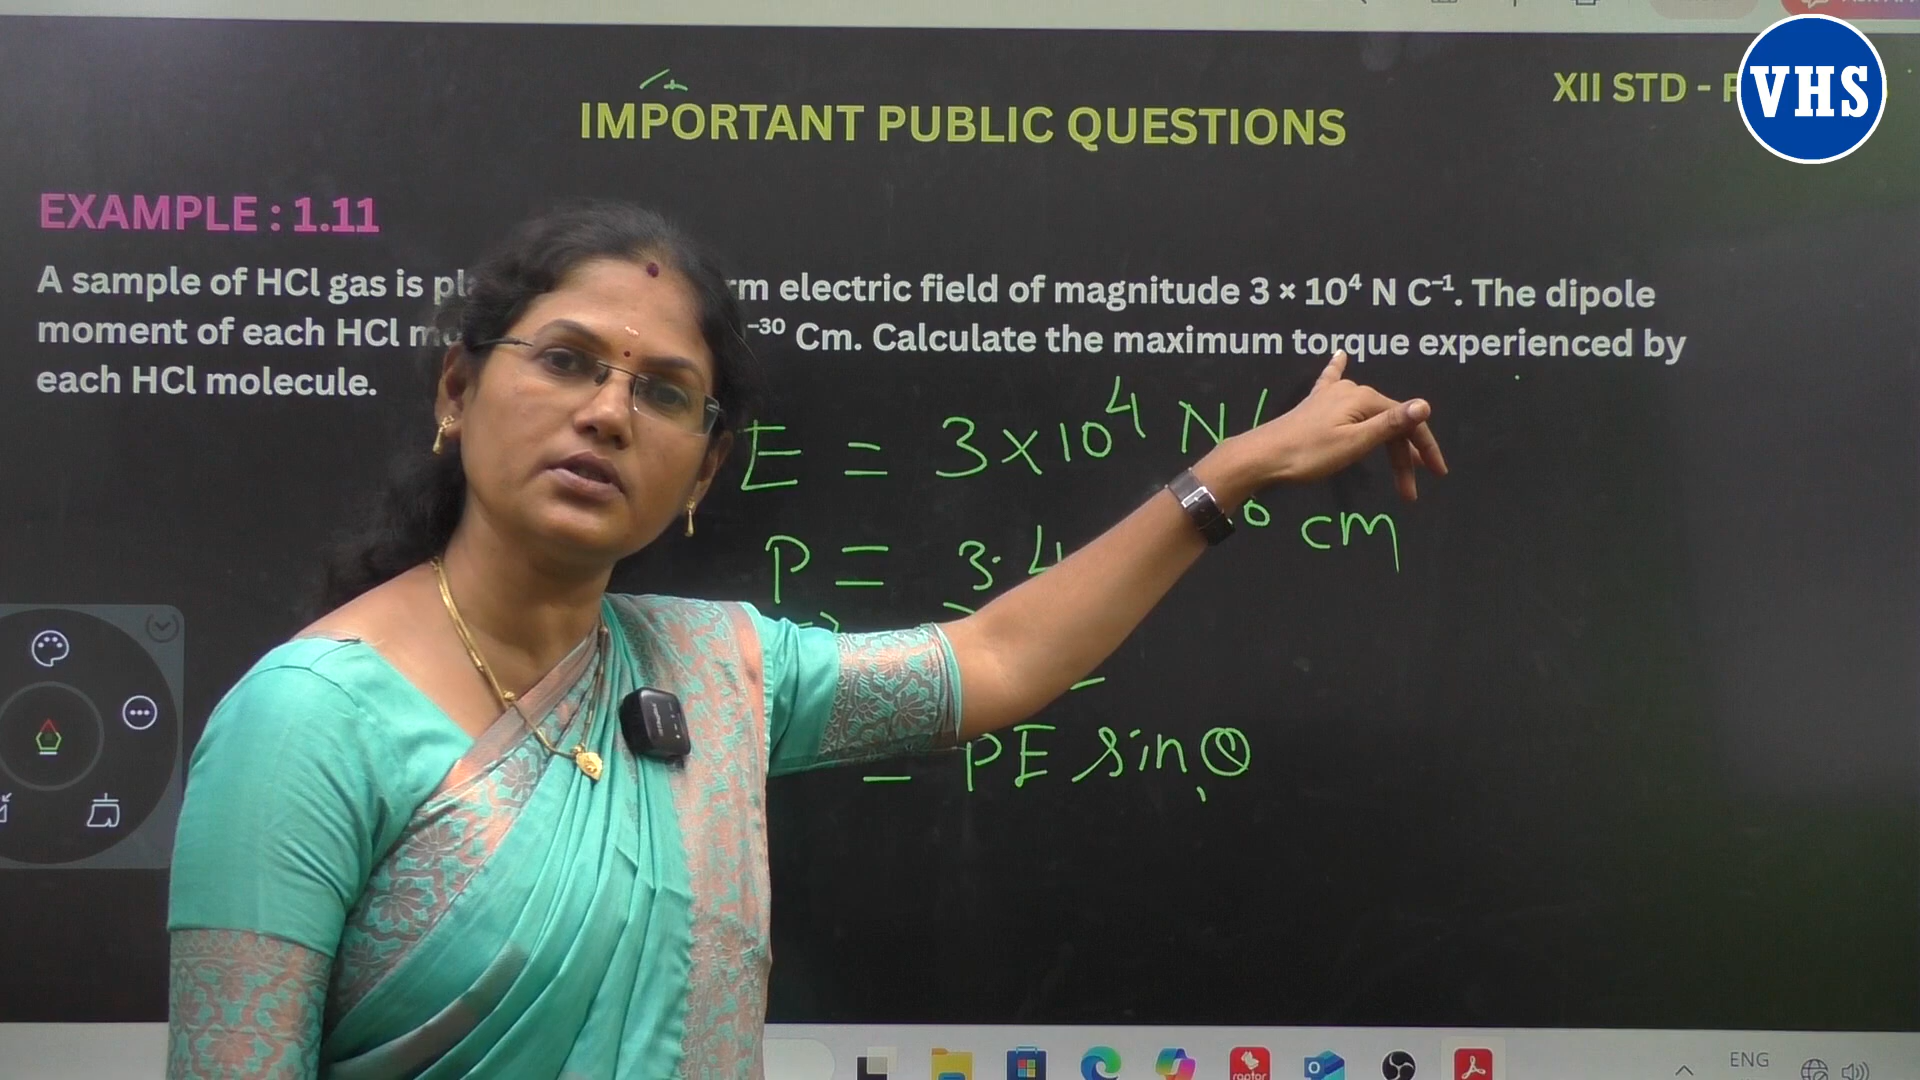 XII STD -
VHS
IMPORTANT PUBLIC QUESTIONS
EXAMPLE : 1.11
A sample of HCl gas is electric field of magnitude 3 × 10⁴ N C⁻¹. The dipole
moment of each HCl ⁻³⁰ Cm. Calculate the maximum torque experienced by
each HCl molecule.
E = 3×10⁴ N/
P = 3.4 cm
= PE sin θ
ENG